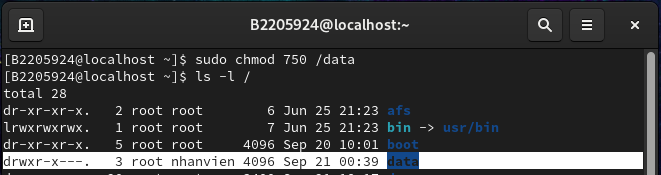 B2205924@localhost:~
[B2205924@localhost ~]$ sudo chmod 750 /data
[B2205924@localhost ~]$ ls -l /
total 28
dr-xr-xr-x.   2 root root        6 Jun 25 21:23 afs
lrwxrwxrwx.   1 root root        7 Jun 25 21:23 bin -> usr/bin
dr-xr-xr-x.   5 root root     4096 Sep 20 10:01 boot
drwxr-x---.   3 root nhanvien 4096 Sep 21 00:39 data